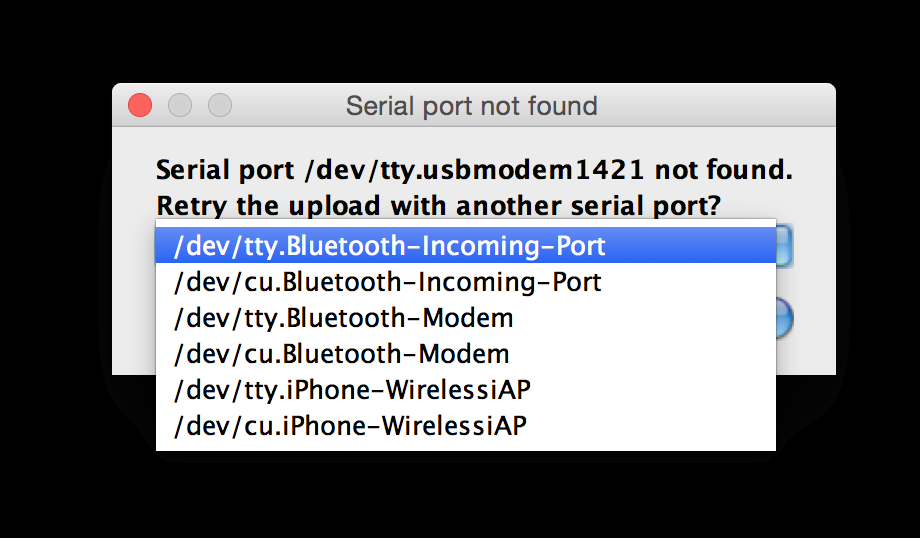 Serial port not found
Serial port /dev/tty.usbmodem1421 not found.
Retry the upload with another serial port?
/dev/tty.Bluetooth-Incoming-Port
/dev/cu.Bluetooth-Incoming-Port
/dev/tty.Bluetooth-Modem
/dev/cu.Bluetooth-Modem
/dev/tty.iPhone-WirelessiAP
/dev/cu.iPhone-WirelessiAP